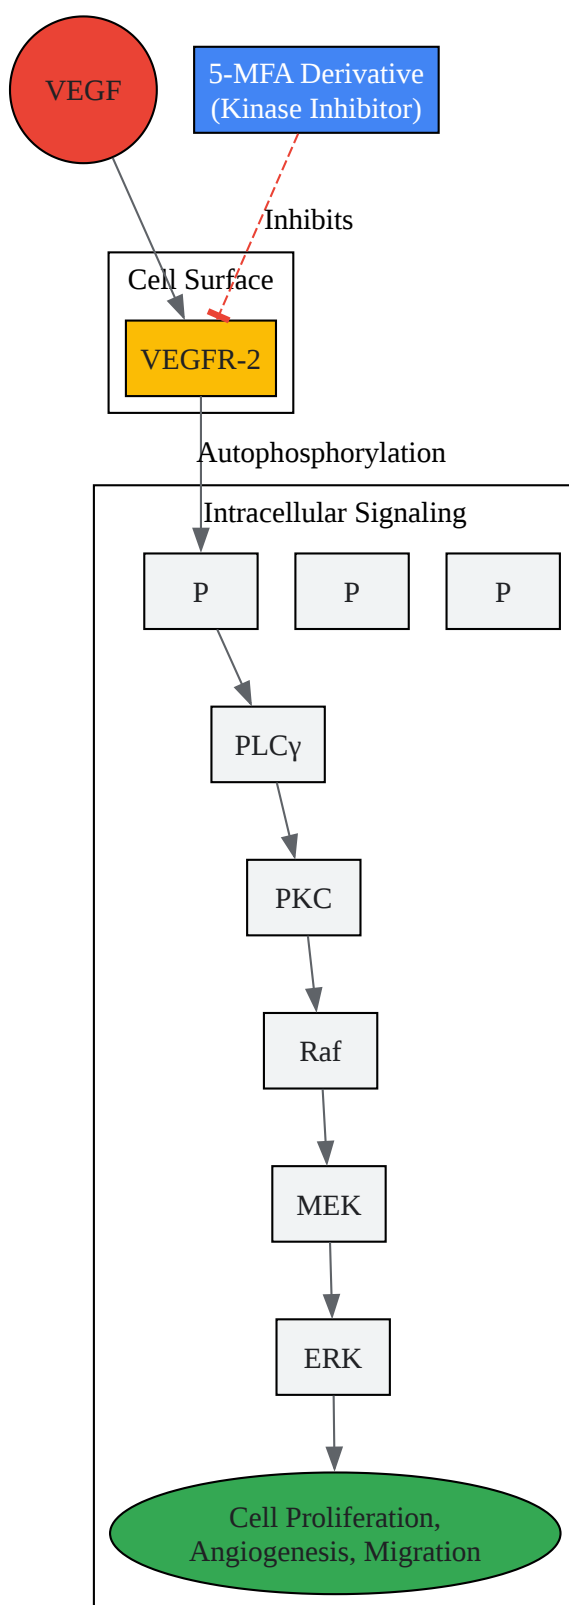 VEGF
5-MFA Derivative
(Kinase Inhibitor)
Inhibits
Cell Surface
VEGFR-2
Autophosphorylation
Intracellular Signaling
P
P
P
PLCγ
PKC
Raf
MEK
ERK
Cell Proliferation,
Angiogenesis, Migration